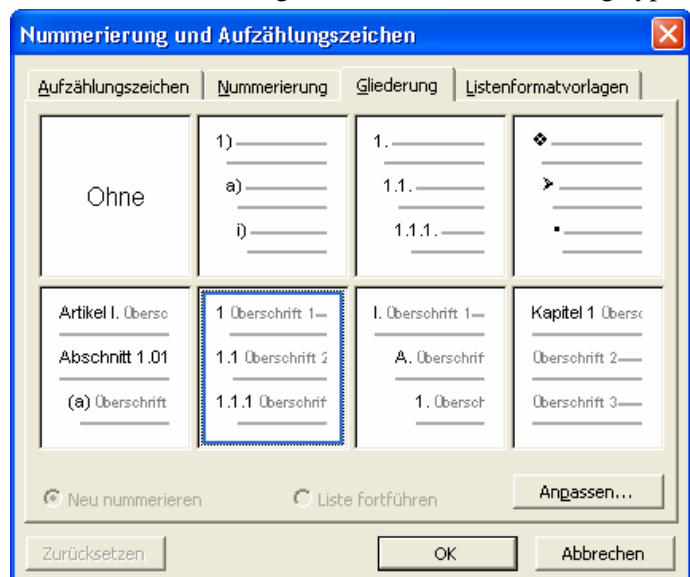 Nummerierung und Aufzählungszeichen
Aufzählungszeichen Nummerierung Gliederung Listenformatvorlagen
Ohne
1)
a)
i)
1.
1.1.
1.1.1.
Artikel I. Übersc
Abschnitt 1.01
(a) Überschrift
1 Überschrift 1
1.1 Überschrift 2
1.1.1 Überschrif
I. Überschrift 1
A. Überschrif
1. Übersch
Kapitel 1 Übersc
Überschrift 2
Überschrift 3
Neu nummerieren Liste fortführen Anpassen...
Zurücksetzen OK Abbrechen